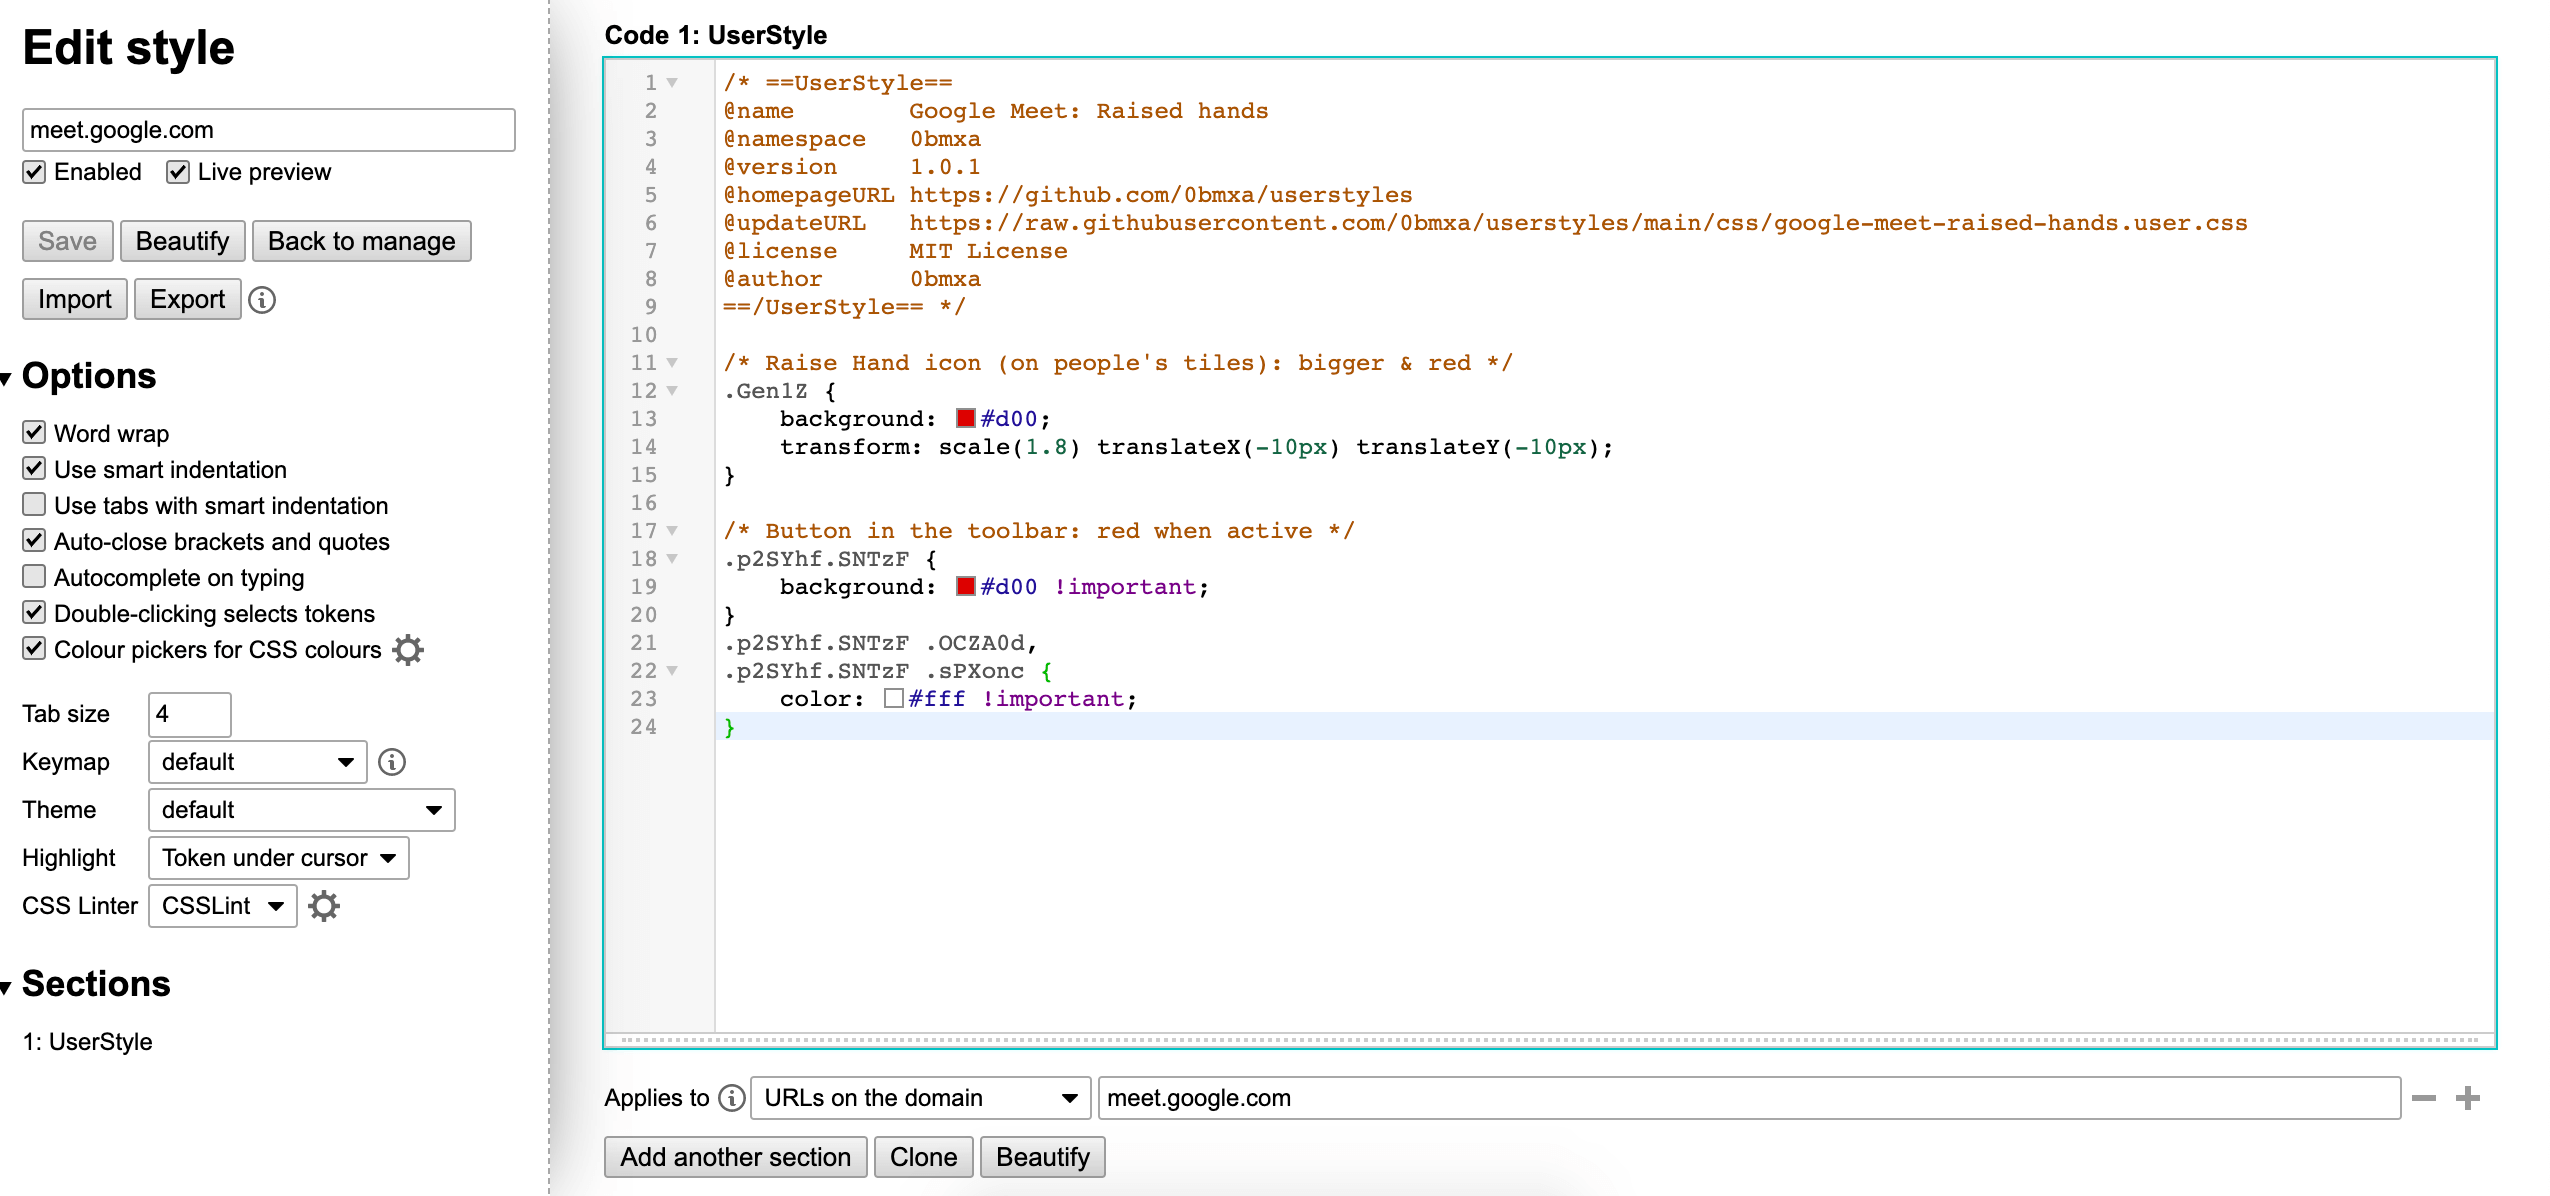 Edit style
meet.google.com
Enabled Live preview
Save Beautify Back to manage
Import Export
Options
Word wrap
Use smart indentation
Use tabs with smart indentation
Auto-close brackets and quotes
Autocomplete on typing
Double-clicking selects tokens
Colour pickers for CSS colours
Tab size 4
Keymap default
Theme default
Highlight Token under cursor
CSS Linter CSSLint
Sections
1: UserStyle
Code 1: UserStyle
1 /* ==UserStyle==
2 @name        Google Meet: Raised hands
3 @namespace   0bmxa
4 @version     1.0.1
5 @homepageURL https://github.com/0bmxa/userstyles
6 @updateURL   https://raw.githubusercontent.com/0bmxa/userstyles/main/css/google-meet-raised-hands.user.css
7 @license     MIT License
8 @author      0bmxa
9 ==/UserStyle== */
10
11 /* Raise Hand icon (on people's tiles): bigger & red */
12 .Gen1Z {
13     background: #d00;
14     transform: scale(1.8) translateX(-10px) translateY(-10px);
15 }
16
17 /* Button in the toolbar: red when active */
18 .p2SYhf.SNTzF {
19     background: #d00 !important;
20 }
21 .p2SYhf.SNTzF .OCZA0d,
22 .p2SYhf.SNTzF .sPXonc {
23     color: #fff !important;
24 }
Applies to URLs on the domain meet.google.com
Add another section Clone Beautify